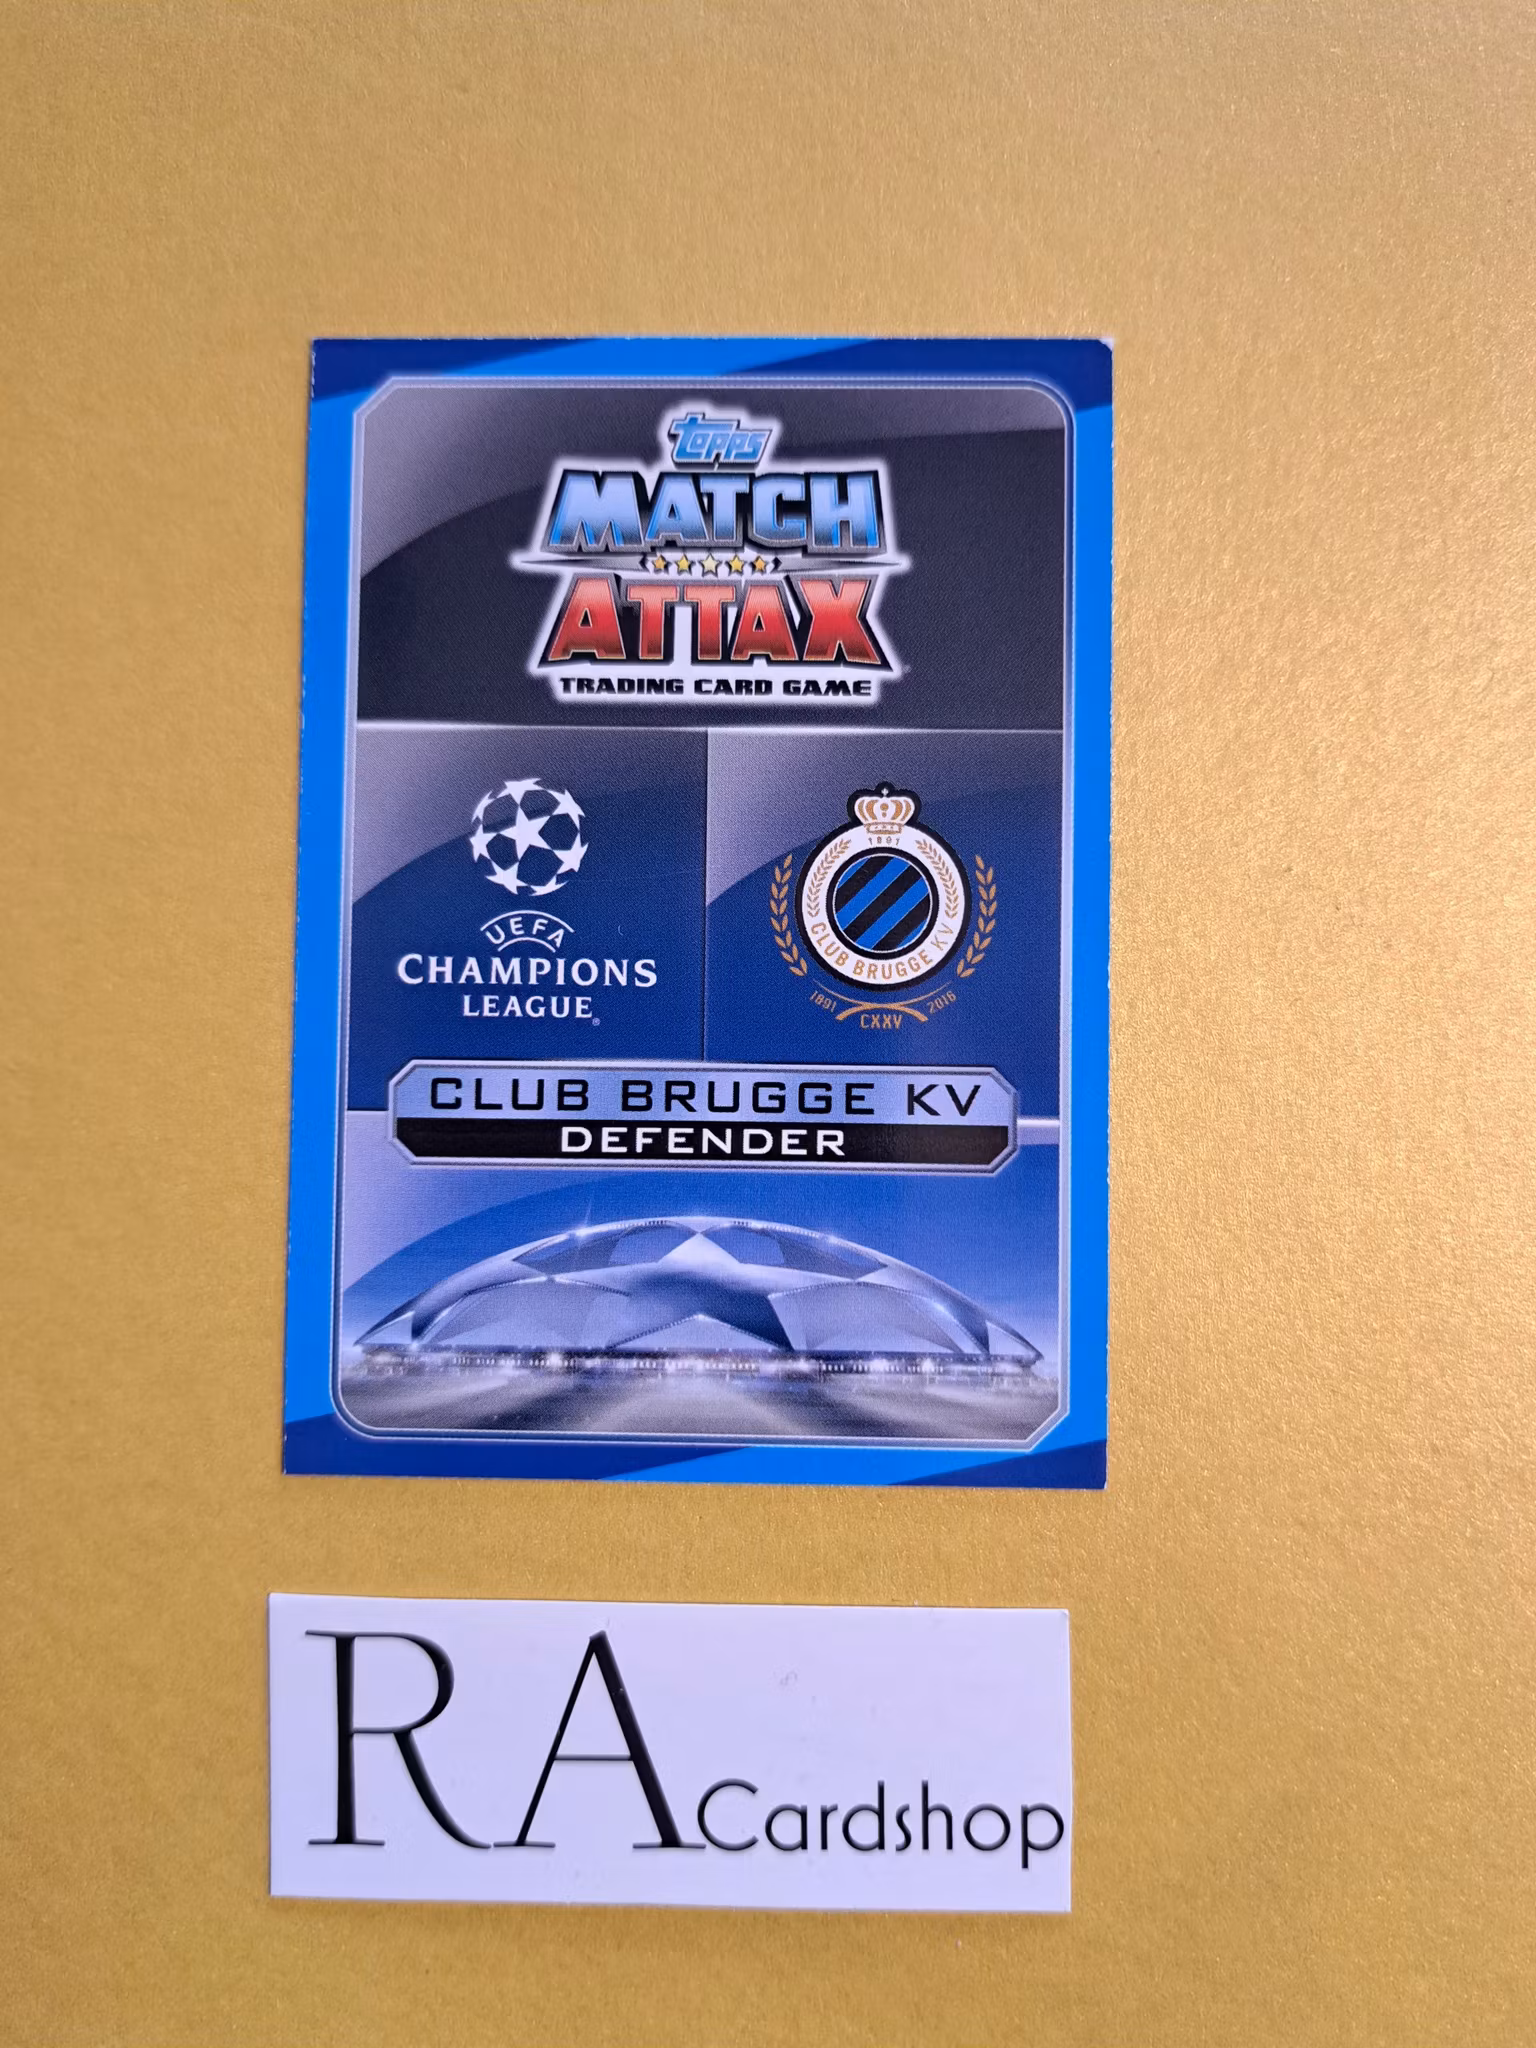 Topps
MATCH
ATTAX
TRADING CARD GAME
UEFA
CHAMPIONS
LEAGUE®
1891
CLUB BRUGGE KV
1891 2016
CXXV
CLUB BRUGGE KV
DEFENDER
RA Cardshop